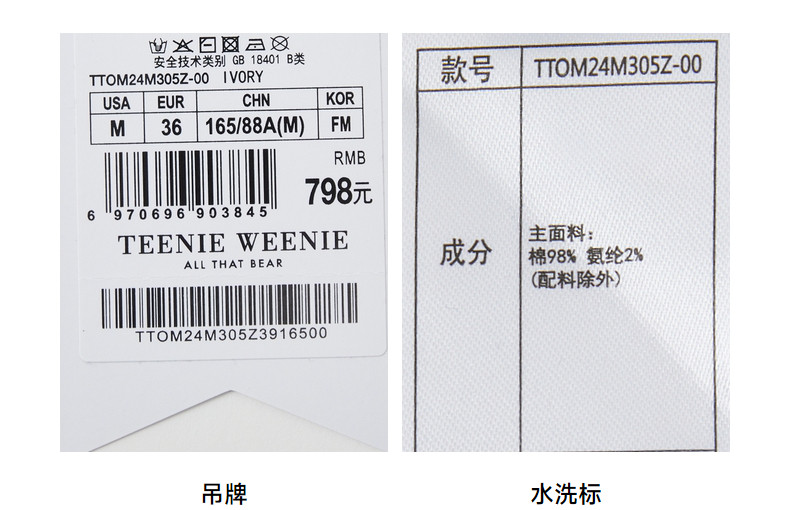 安全技术类别 GB 18401 B类
TTOM24M305Z-00 IVORY
USA EUR CHN KOR
M 36 165/88A(M) FM
RMB
798元
6 970696 903845
TEENIE WEENIE
ALL THAT BEAR
TTOM24M305Z3916500
吊牌
款号 TTOM24M305Z-00
成分
主面料：
棉98% 氨纶2%
(配料除外)
水洗标